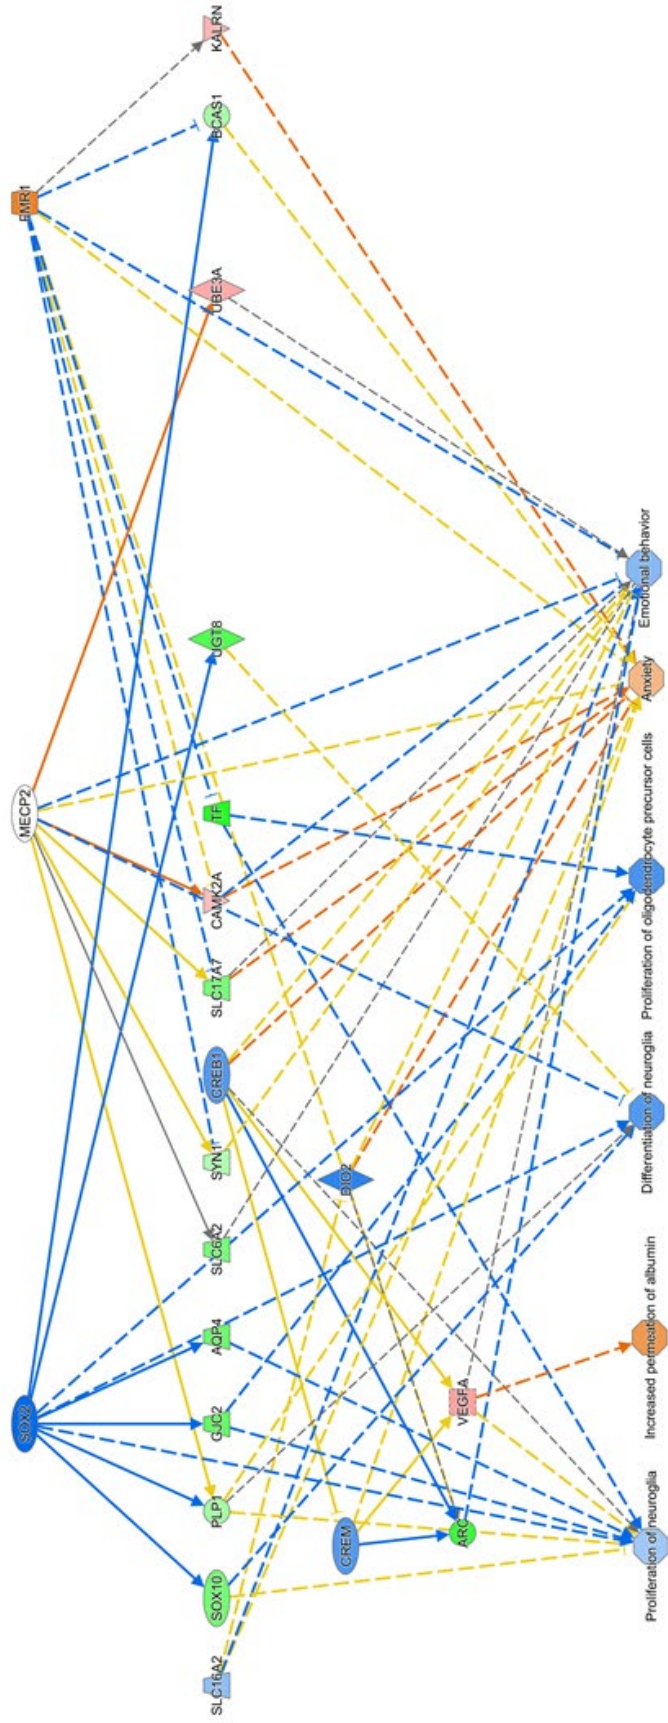 SOX2
MECP2
FMR1
SLC16A2
SOX10
PLP1
GJC2
AQP4
SLC6A2
SYN1
CREB1
SLC17A7
CAMK2A
TF
UGT8
UBE3A
BCAS1
KALRN
CREM
DIO2
ARC
VEGFA
Proliferation of neuroglia
Increased permeation of albumin
Differentiation of neuroglia
Proliferation of oligodendrocyte precursor cells
Anxiety
Emotional behavior